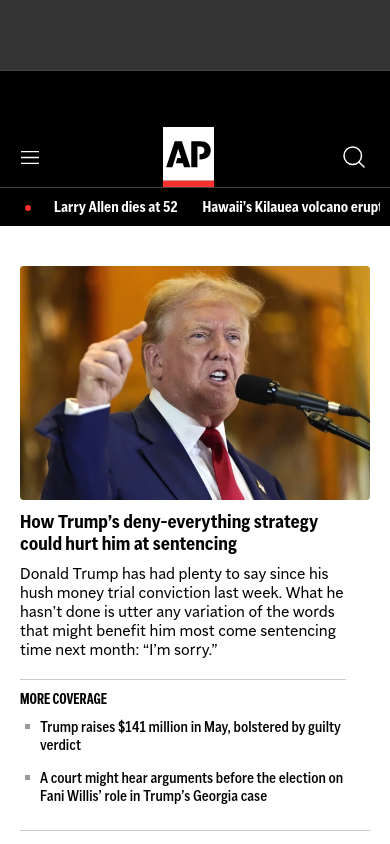 AP
Larry Allen dies at 52 Hawaii's Kilauea volcano erupt
How Trump's deny-everything strategy
could hurt him at sentencing
Donald Trump has had plenty to say since his
hush money trial conviction last week. What he
hasn't done is utter any variation of the words
that might benefit him most come sentencing
time next month: “I'm sorry.”
MORE COVERAGE
Trump raises $141 million in May, bolstered by guilty
verdict
A court might hear arguments before the election on
Fani Willis' role in Trump's Georgia case